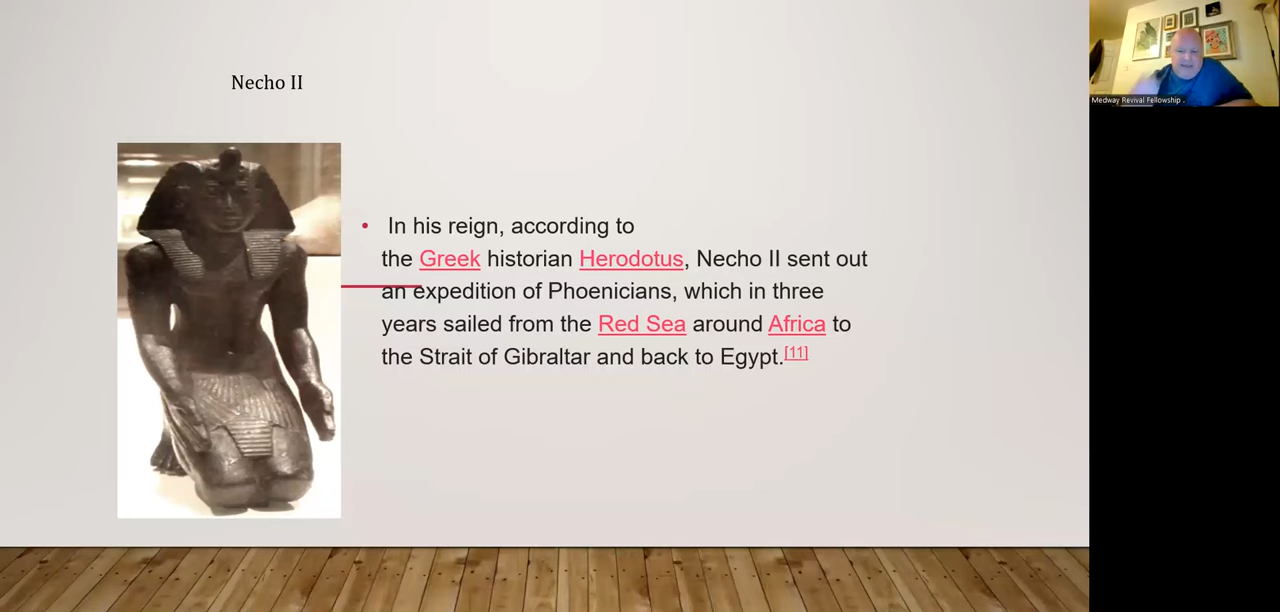 Necho II
• In his reign, according to
the Greek historian Herodotus, Necho II sent out
an expedition of Phoenicians, which in three
years sailed from the Red Sea around Africa to
the Strait of Gibraltar and back to Egypt.[11]
Medway Revival Fellowship .